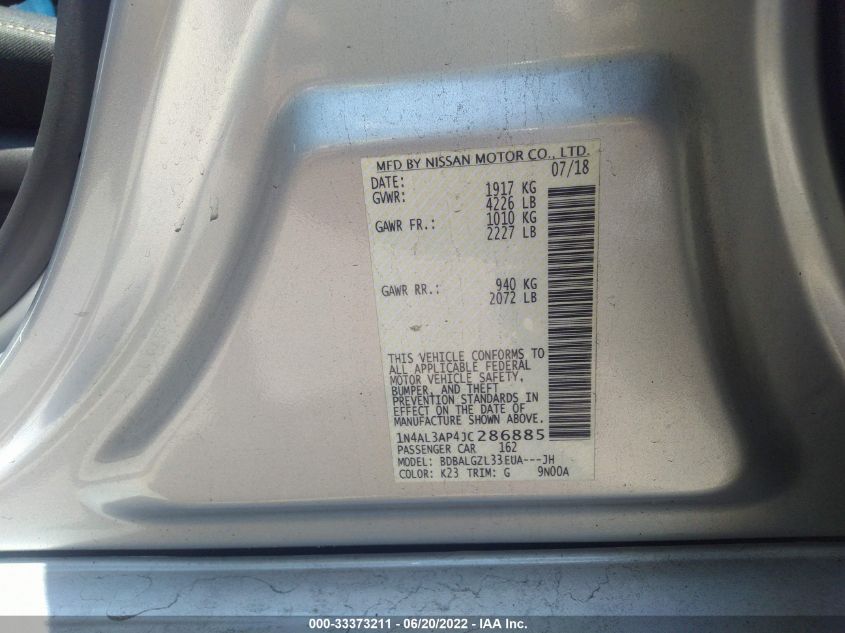 MFD BY NISSAN MOTOR CO., LTD.
DATE: 07/18
GVWR: 1917 KG
4226 LB
GAWR FR.: 1010 KG
2227 LB
GAWR RR.: 940 KG
2072 LB
THIS VEHICLE CONFORMS TO
ALL APPLICABLE FEDERAL
MOTOR VEHICLE SAFETY,
BUMPER, AND THEFT
PREVENTION STANDARDS IN
EFFECT ON THE DATE OF
MANUFACTURE SHOWN ABOVE.
1N4AL3AP4JC286885
PASSENGER CAR 162
MODEL: BDBALGZL33EUA---JH
COLOR: K23 TRIM: G 9N00A
000-33373211 - 06/20/2022 - IAA Inc.